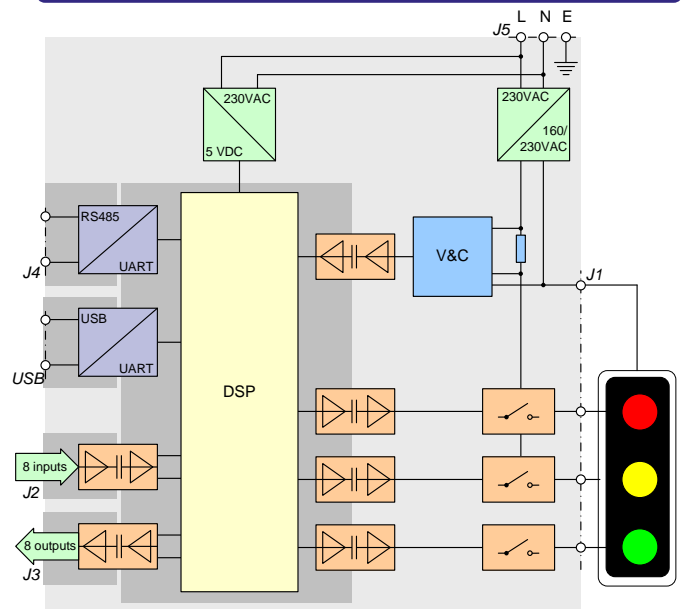 L N E
J5
230VAC
5 VDC
230VAC
160/
230VAC
RS485
UART
J4
V&C
J1
USB
UART
USB
DSP
8 inputs
J2
8 outputs
J3